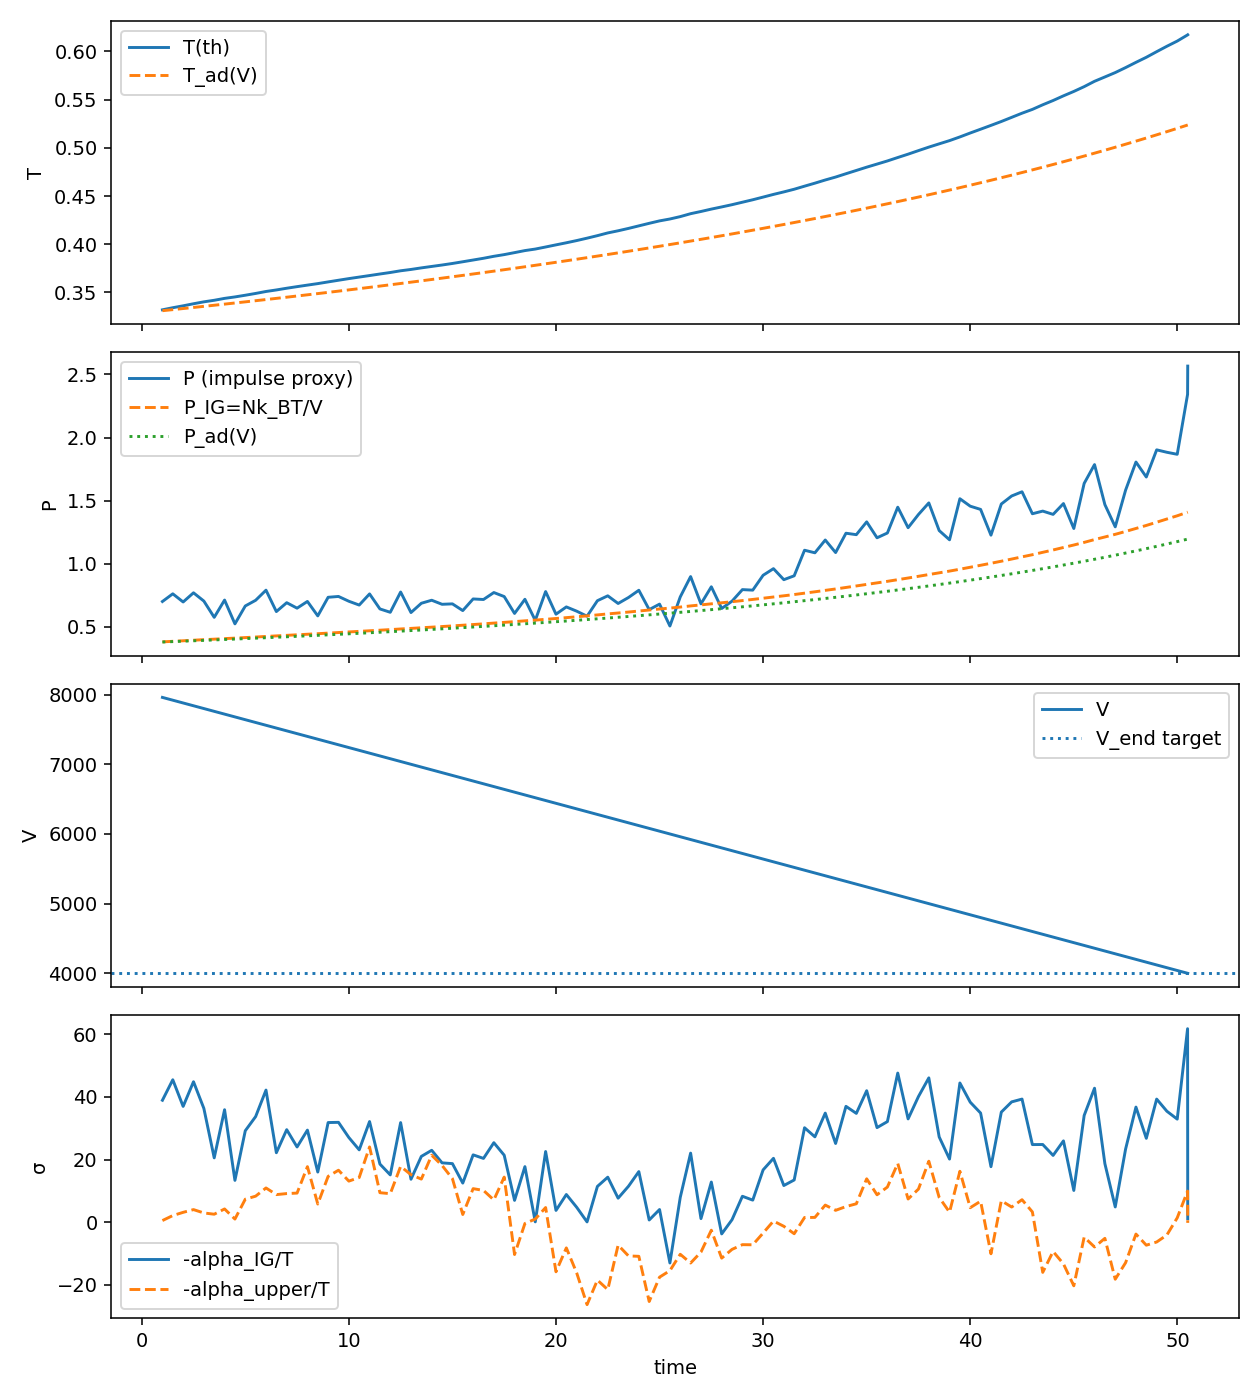 0.60
0.55
0.50
0.45
0.40
0.35
T
T(th)
T_ad(V)
2.5
2.0
1.5
1.0
0.5
P
P (impulse proxy)
P_IG=Nk_BT/V
P_ad(V)
8000
7000
6000
5000
4000
V
V
V_end target
60
40
20
0
−20
σ
-alpha_IG/T
-alpha_upper/T
0 10 20 30 40 50
time